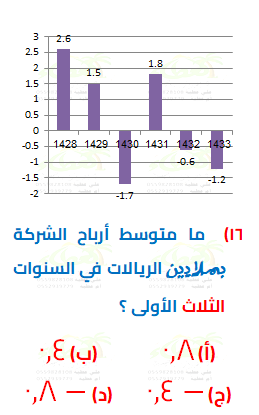 3
2.5
2
1.5
1
0.5
0
-0.5
-1
-1.5
-2
2.6
1.5
-1.7
1.8
-0.6
-1.2
1428 1429 1430 1431 1432 1433
١٦) ما متوسط أرباح الشركة
بملايين الريالات في السنوات
الثلاث الأولى ؟
(أ) ٠,٨ (ب) ٠,٤
(ج) – ٠,٤ (د) – ٠,٨